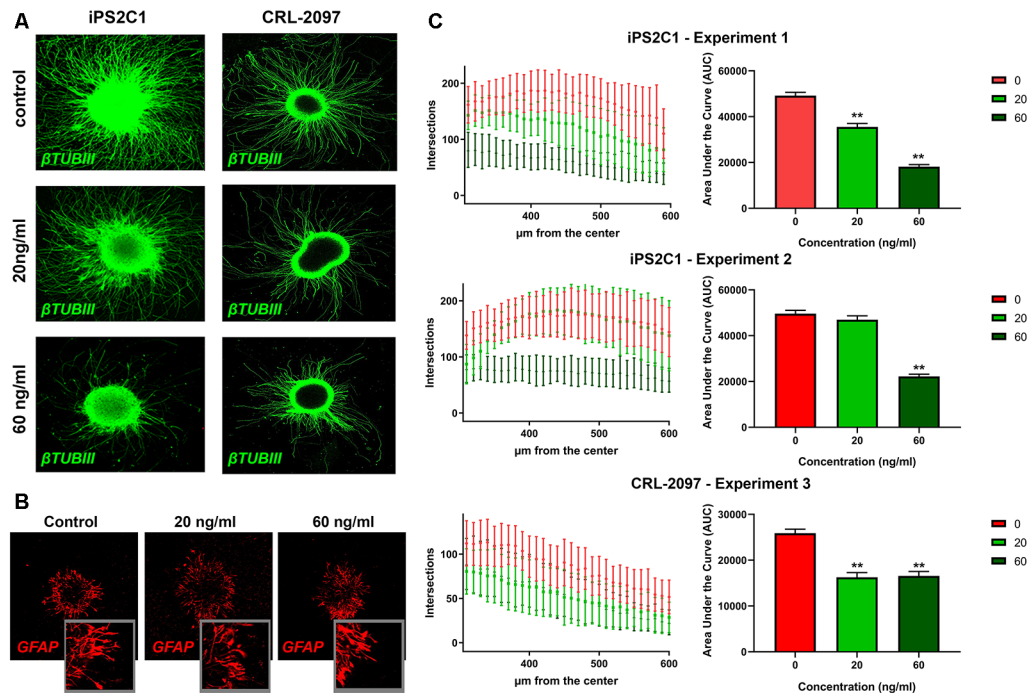 A
iPS2C1
CRL-2097
control
βTUBIII
βTUBIII
20ng/ml
βTUBIII
βTUBIII
60 ng/ml
βTUBIII
βTUBIII
B
Control
20 ng/ml
60 ng/ml
GFAP
GFAP
GFAP
C
iPS2C1 - Experiment 1
Intersections
200
100
0
400
500
600
µm from the center
Area Under the Curve (AUC)
60000
40000
20000
0
**
**
0
20
60
Concentration (ng/ml)
0
20
60
iPS2C1 - Experiment 2
Intersections
200
100
0
400
500
600
µm from the center
Area Under the Curve (AUC)
60000
40000
20000
0
**
0
20
60
Concentration (ng/ml)
0
20
60
CRL-2097 - Experiment 3
Intersections
100
50
0
400
500
600
µm from the center
Area Under the Curve (AUC)
30000
20000
10000
0
**
**
0
20
60
Concentration (ng/ml)
0
20
60